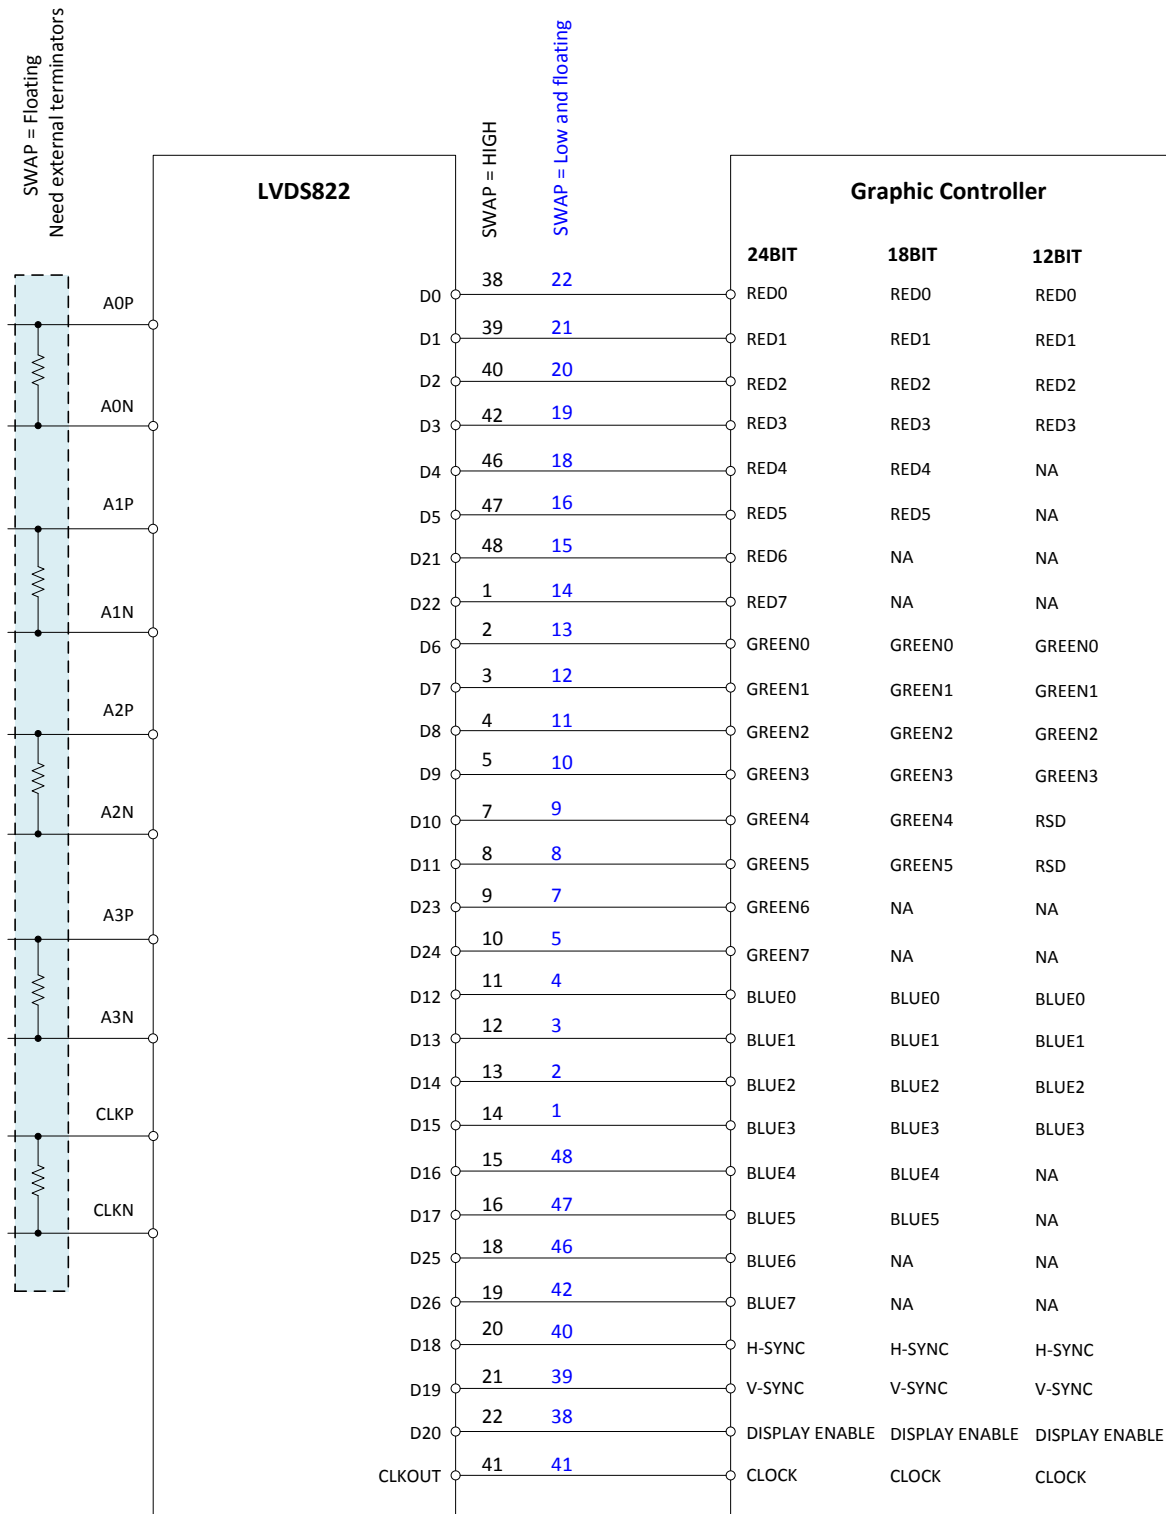 SWAP = Floating
Need external terminators
SWAP = HIGH
SWAP = Low and floating
LVDS822
Graphic Controller
24BIT 18BIT 12BIT
A0P
A0N
A1P
A1N
A2P
A2N
A3P
A3N
CLKP
CLKN
D0 38 22 RED0 RED0 RED0
D1 39 21 RED1 RED1 RED1
D2 40 20 RED2 RED2 RED2
D3 42 19 RED3 RED3 RED3
D4 46 18 RED4 RED4 NA
D5 47 16 RED5 RED5 NA
D21 48 15 RED6 NA NA
D22 1 14 RED7 NA NA
D6 2 13 GREEN0 GREEN0 GREEN0
D7 3 12 GREEN1 GREEN1 GREEN1
D8 4 11 GREEN2 GREEN2 GREEN2
D9 5 10 GREEN3 GREEN3 GREEN3
D10 7 9 GREEN4 GREEN4 RSD
D11 8 8 GREEN5 GREEN5 RSD
D23 9 7 GREEN6 NA NA
D24 10 5 GREEN7 NA NA
D12 11 4 BLUE0 BLUE0 BLUE0
D13 12 3 BLUE1 BLUE1 BLUE1
D14 13 2 BLUE2 BLUE2 BLUE2
D15 14 1 BLUE3 BLUE3 BLUE3
D16 15 48 BLUE4 BLUE4 NA
D17 16 47 BLUE5 BLUE5 NA
D25 18 46 BLUE6 NA NA
D26 19 42 BLUE7 NA NA
D18 20 40 H-SYNC H-SYNC H-SYNC
D19 21 39 V-SYNC V-SYNC V-SYNC
D20 22 38 DISPLAY ENABLE DISPLAY ENABLE DISPLAY ENABLE
CLKOUT 41 41 CLOCK CLOCK CLOCK